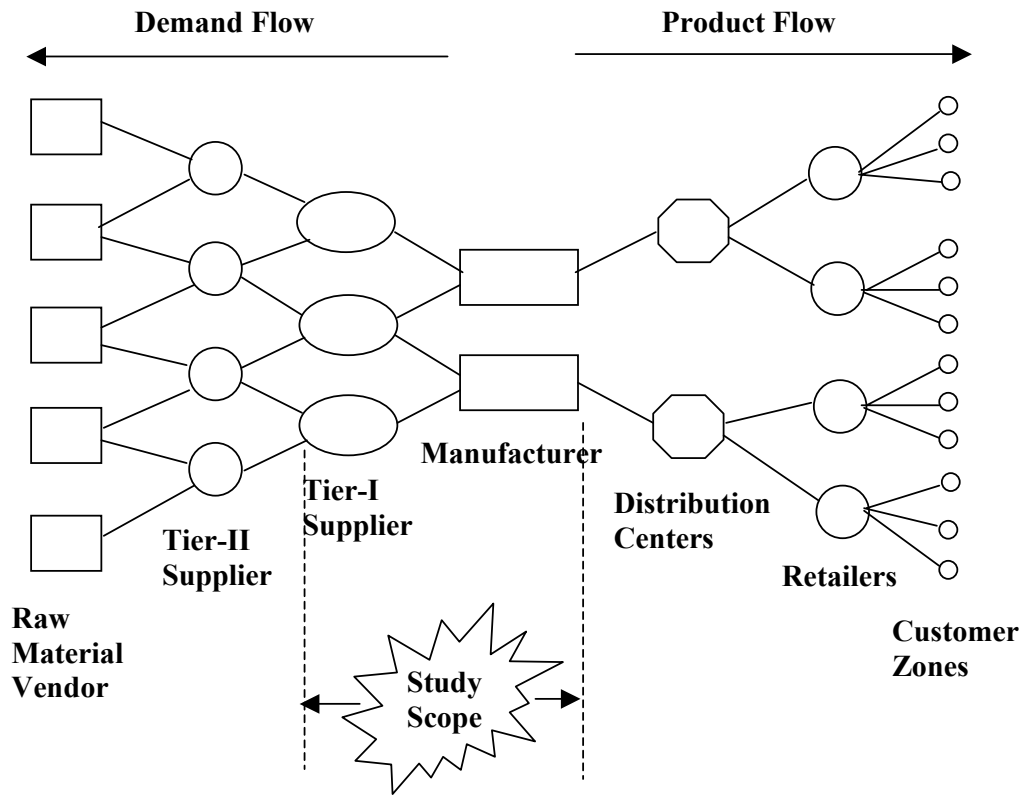 Demand Flow
Product Flow
Manufacturer
Tier-I
Supplier
Distribution
Centers
Tier-II
Supplier
Retailers
Raw
Material
Vendor
Customer
Zones
Study
Scope